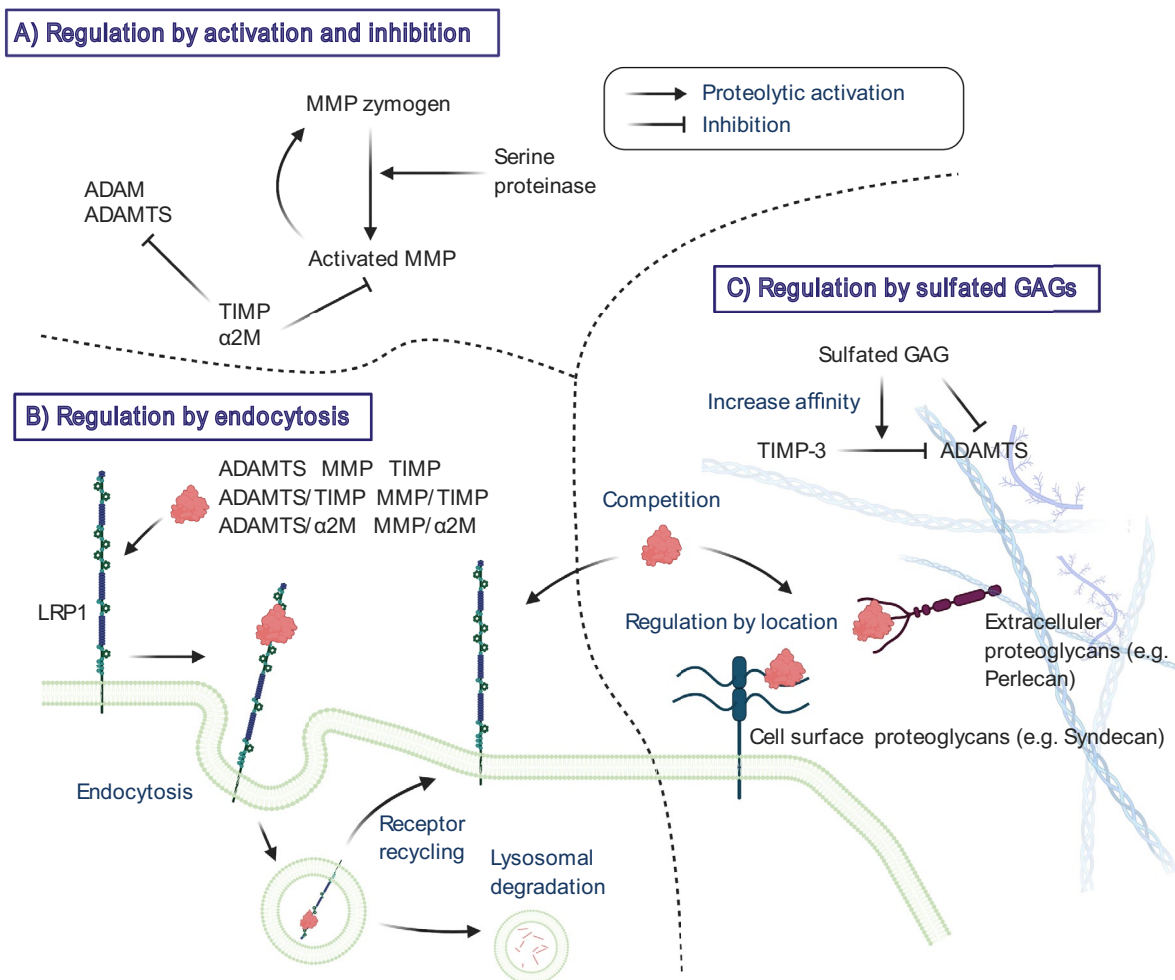 A) Regulation by activation and inhibition
MMP zymogen
Serine
proteinase
ADAM
ADAMTS
Activated MMP
TIMP
α2M
Proteolytic activation
Inhibition
C) Regulation by sulfated GAGs
Sulfated GAG
Increase affinity
TIMP-3
ADAMTS
B) Regulation by endocytosis
ADAMTS MMP TIMP
ADAMTS/TIMP MMP/TIMP
ADAMTS/α2M MMP/α2M
LRP1
Competition
Regulation by location
Extracelluler
proteoglycans (e.g.
Perlecan)
Cell surface proteoglycans (e.g. Syndecan)
Endocytosis
Receptor
recycling
Lysosomal
degradation